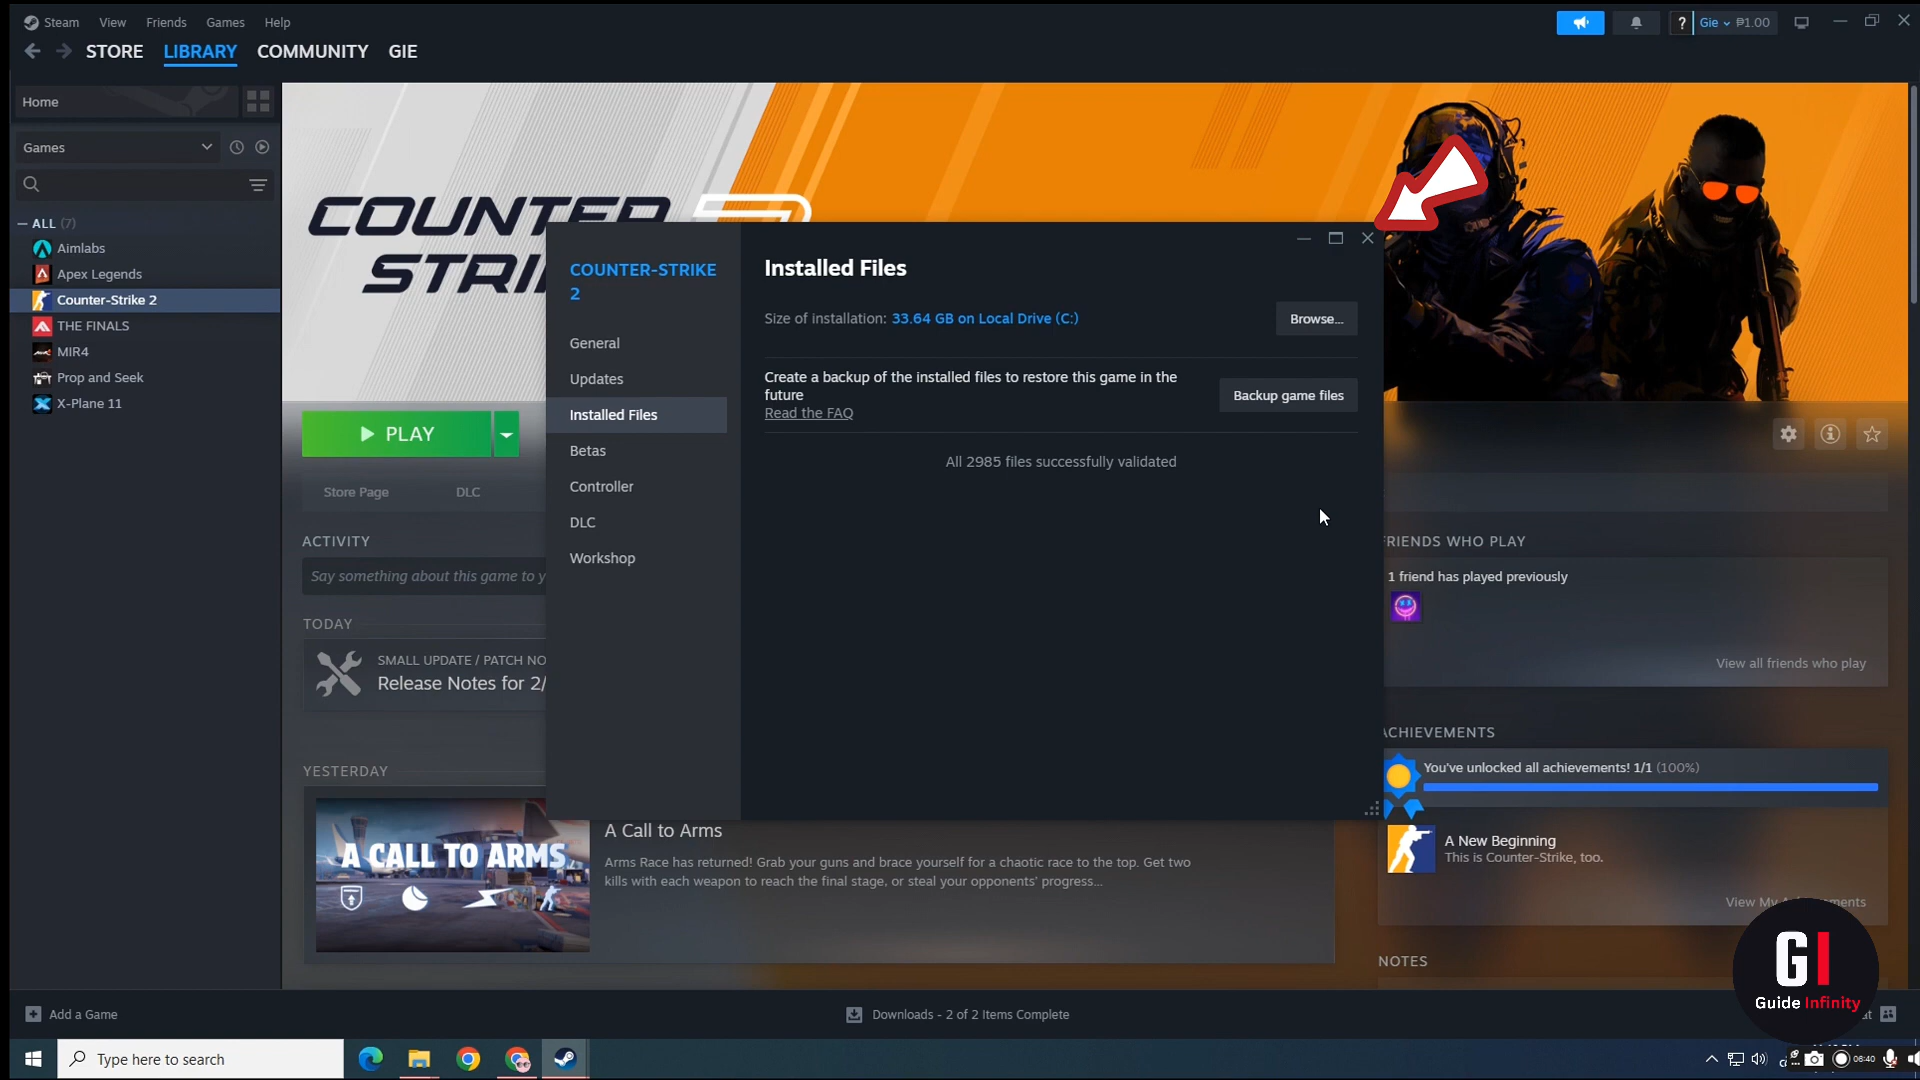 Steam View Friends Games Help
? Gie ₱1.00
STORE LIBRARY COMMUNITY GIE
Home
Games
ALL (7)
Aimlabs
Apex Legends
Counter-Strike 2
THE FINALS
MIR4
Prop and Seek
X-Plane 11
Add a Game
COUNTER
STRI
PLAY
Store Page DLC
ACTIVITY
Say something about this game to y
TODAY
SMALL UPDATE / PATCH NO
Release Notes for 2/
YESTERDAY
A CALL TO ARMS
A Call to Arms
Arms Race has returned! Grab your guns and brace yourself for a chaotic race to the top. Get two
kills with each weapon to reach the final stage, or steal your opponents' progress...
COUNTER-STRIKE
2
General
Updates
Installed Files
Betas
Controller
DLC
Workshop
Installed Files
Size of installation: 33.64 GB on Local Drive (C:)
Browse...
Create a backup of the installed files to restore this game in the
future
Read the FAQ
Backup game files
All 2985 files successfully validated
FRIENDS WHO PLAY
1 friend has played previously
View all friends who play
ACHIEVEMENTS
You've unlocked all achievements! 1/1 (100%)
A New Beginning
This is Counter-Strike, too.
View My Achievements
NOTES
GI
Guide Infinity
Downloads - 2 of 2 Items Complete
at
Type here to search
06:40